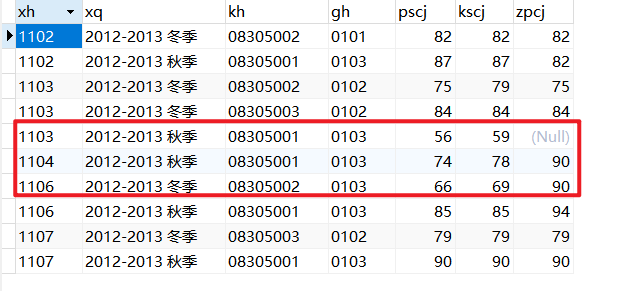 xh xq kh gh pscj kscj zpcj
1102 2012-2013 冬季 08305002 0101 82 82 82
1102 2012-2013 秋季 08305001 0103 87 87 82
1103 2012-2013 冬季 08305002 0102 75 79 75
1103 2012-2013 冬季 08305003 0102 84 84 84
1103 2012-2013 秋季 08305001 0103 56 59 (Null)
1104 2012-2013 秋季 08305001 0103 74 78 90
1106 2012-2013 冬季 08305002 0103 66 69 90
1106 2012-2013 秋季 08305001 0103 85 85 94
1107 2012-2013 冬季 08305003 0102 79 79 79
1107 2012-2013 秋季 08305001 0103 90 90 90